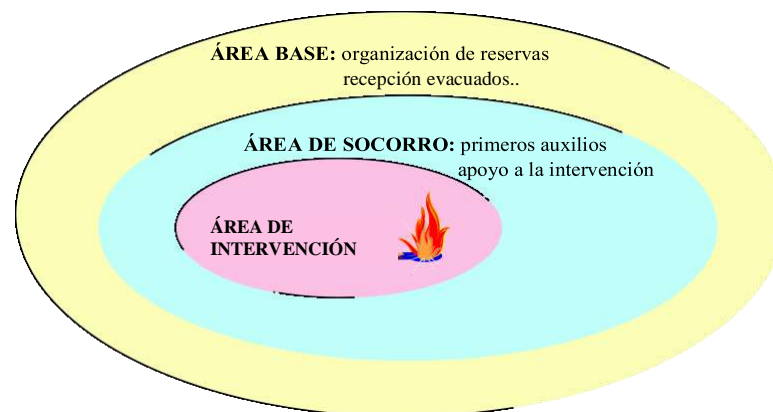 ÁREA BASE: organización de reservas
recepción evacuados..
ÁREA DE SOCORRO: primeros auxilios
apoyo a la intervención
ÁREA DE
INTERVENCIÓN